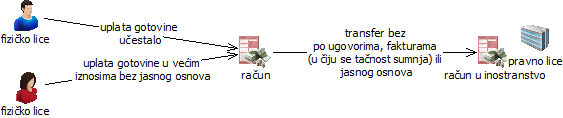 fizičko lice
uplata gotovine
učestalo
fizičko lice
uplata gotovine u većim
iznosima bez jasnog osnova
račun
transfer bez
po ugovorima, fakturama
(u čiju se tačnost sumnja) ili
jasnog osnova
račun u inostranstvo
pravno lice